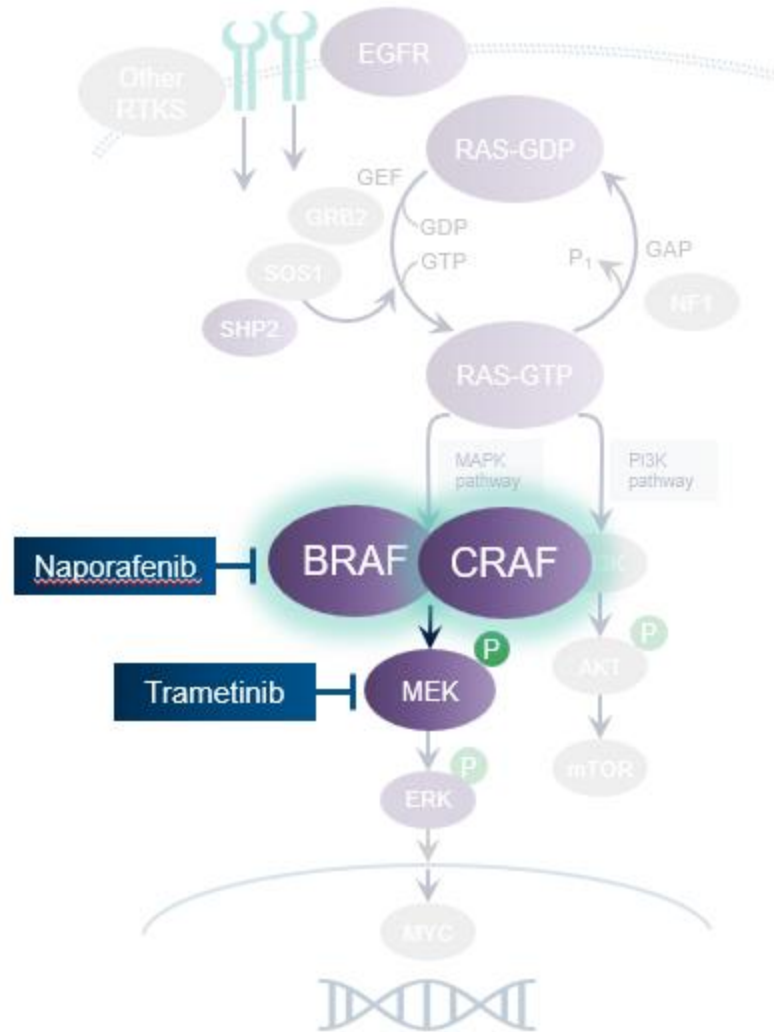 EGFR
Other
RTKS
RAS-GDP
GEF
GRB2
GDP
GTP
P1
GAP
SOS1
NF1
SHP2
RAS-GTP
MAPK
pathway
PI3K
pathway
Naporafenib
BRAF
CRAF
P
P
Trametinib
MEK
AKT
P
mTOR
ERK
MYC